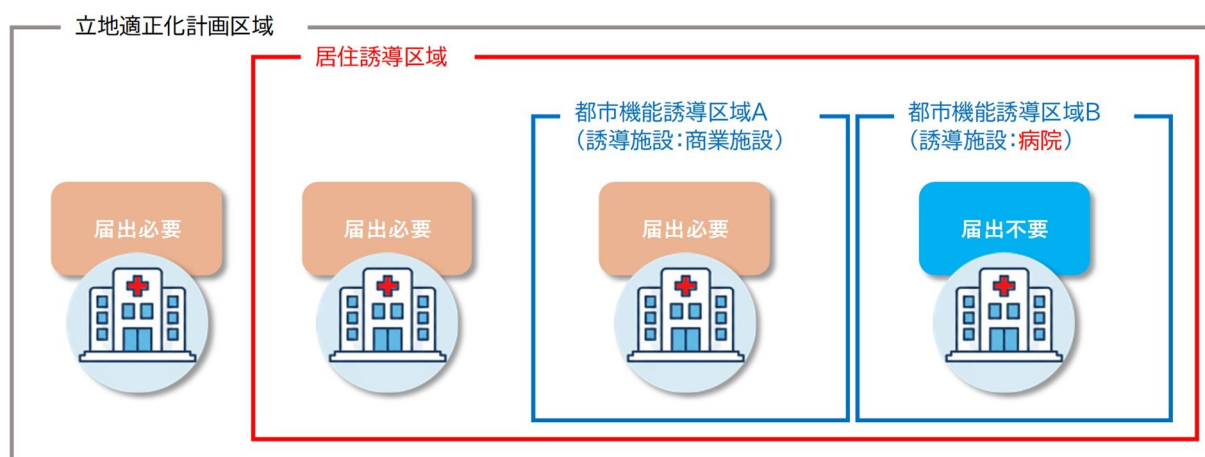 立地適正化計画区域
居住誘導区域
都市機能誘導区域A
（誘導施設：商業施設）
都市機能誘導区域B
（誘導施設：病院）
届出必要
届出必要
届出必要
届出不要